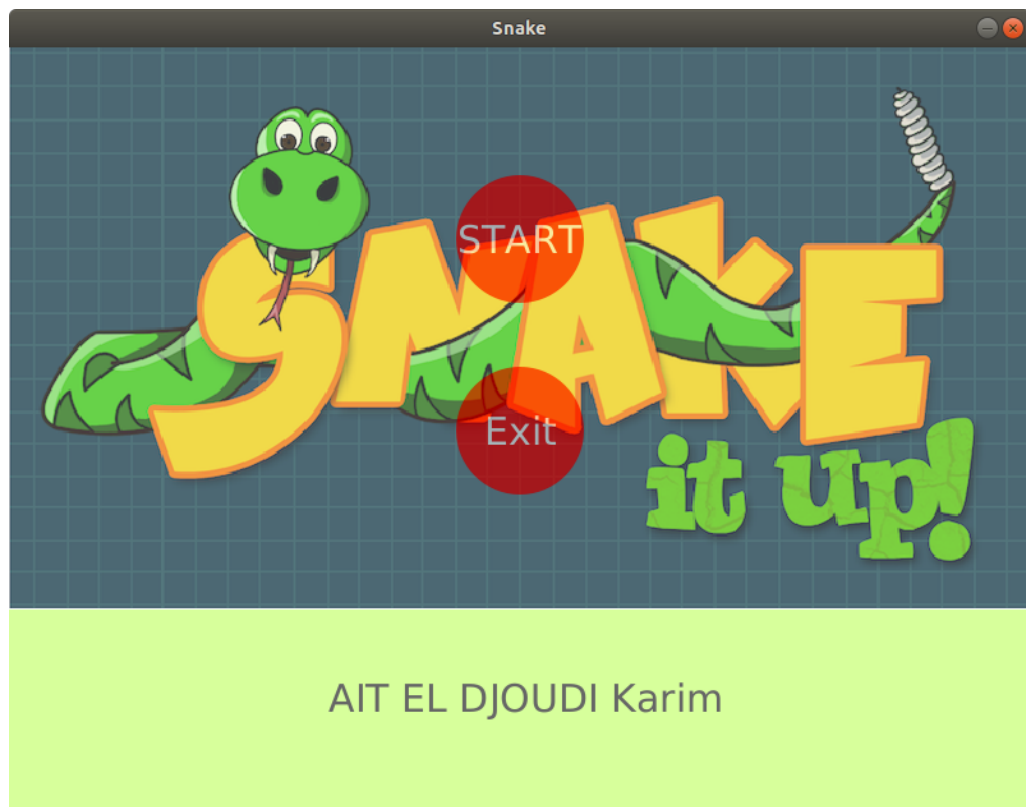 Snake
SNAKE
START
Exit
it up!
AIT EL DJOUDI Karim